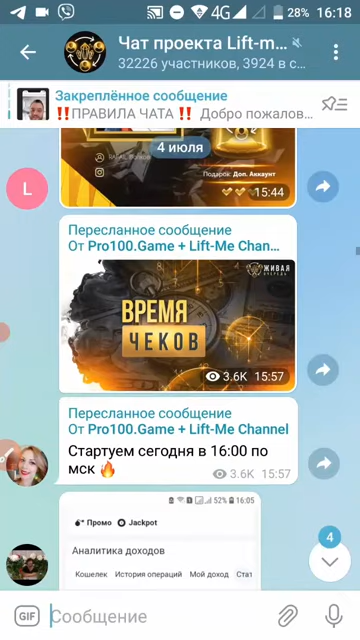 28% 16:18
4G
Чат проекта Lift-m...
32226 участников, 3924 в с...
Закреплённое сообщение
‼ПРАВИЛА ЧАТА ‼ Добро пожалов...
4 июля
Подарок: Доп. Аккаунт
15:44
L
Пересланное сообщение
От Pro100.Game + Lift-Me Chan...
ЖИВАЯ
ОЧЕРЕДЬ
ВРЕМЯ
ЧЕКОВ
3.6K 15:57
Пересланное сообщение
От Pro100.Game + Lift-Me Channel
Стартуем сегодня в 16:00 по
мск 🔥
3.6K 15:57
52% 16:05
Промо Jackpot
Аналитика доходов
Кошелек История операций Мой доход Стат
4
GIF Сообщение